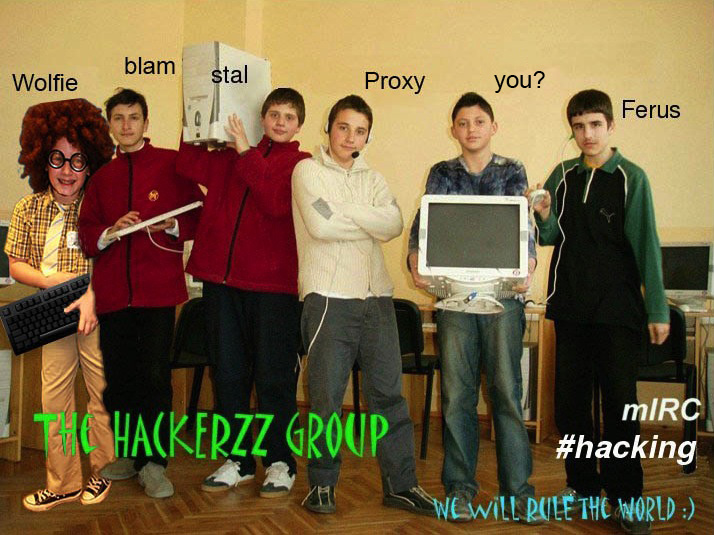 Wolfie
blam
stal
Proxy
you?
Ferus
mIRC
#hacking
THE HACKERZZ GROUP
WE WILL RULE THE WORLD :)